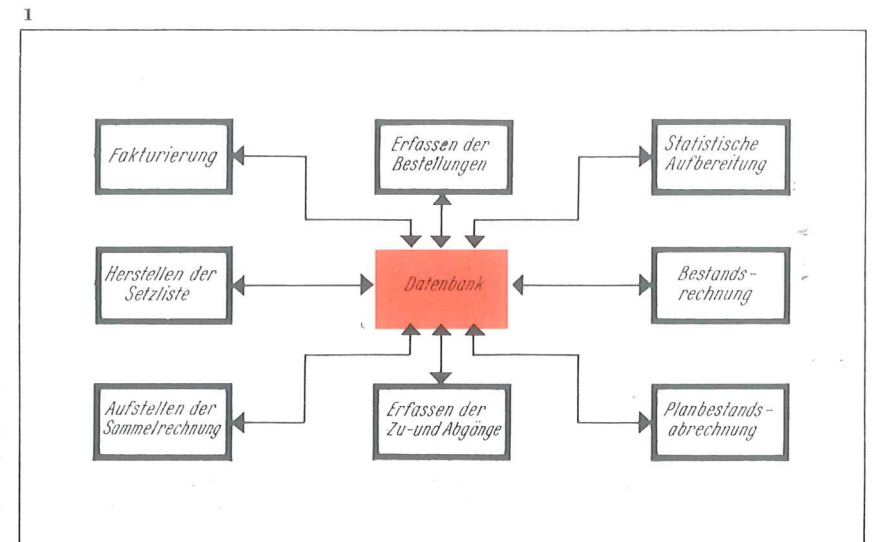 1
Fakturierung
Erfassen der
Bestellungen
Statistische
Aufbereitung
Herstellen der
Setzliste
Datenbank
Bestands-
rechnung
Aufstellen der
Sammelrechnung
Erfassen der
Zu- und Abgänge
Planbestands-
abrechnung